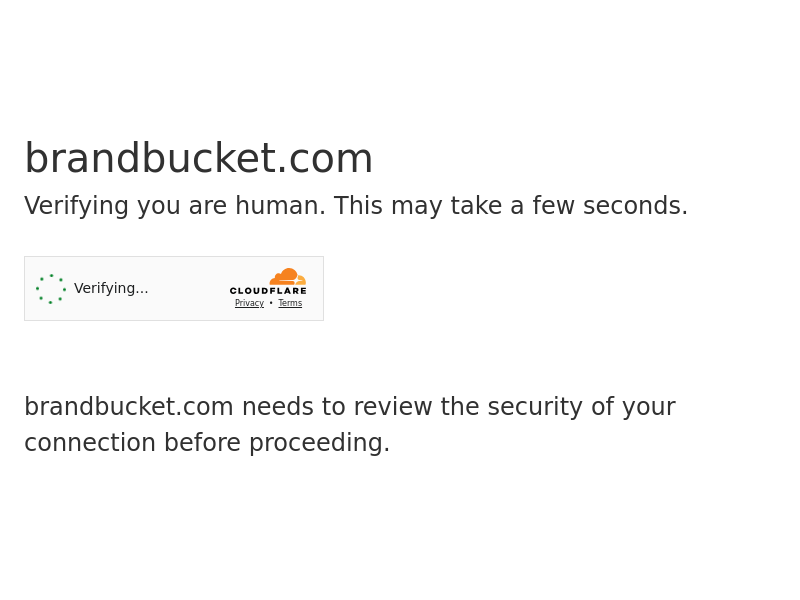 brandbucket.com
Verifying you are human. This may take a few seconds.
Verifying...
CLOUDFLARE
Privacy • Terms
brandbucket.com needs to review the security of your
connection before proceeding.